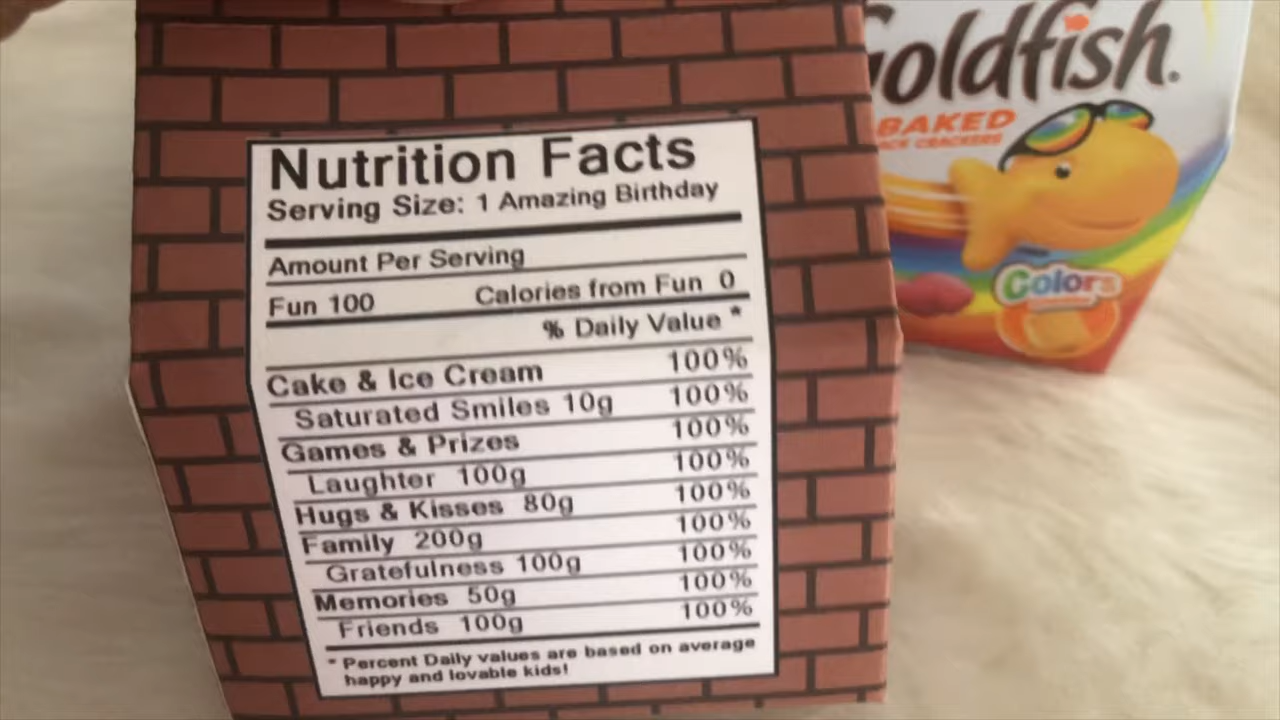 Nutrition Facts
Serving Size: 1 Amazing Birthday
Amount Per Serving
Fun 100 Calories from Fun 0
% Daily Value *
Cake & Ice Cream 100%
Saturated Smiles 10g 100%
Games & Prizes 100%
Laughter 100g 100%
Hugs & Kisses 80g 100%
Family 200g 100%
Gratefulness 100g 100%
Memories 50g 100%
Friends 100g 100%
* Percent Daily values are based on average
happy and lovable kids!
oldfish.
BAKED
CRACKERS
Colors